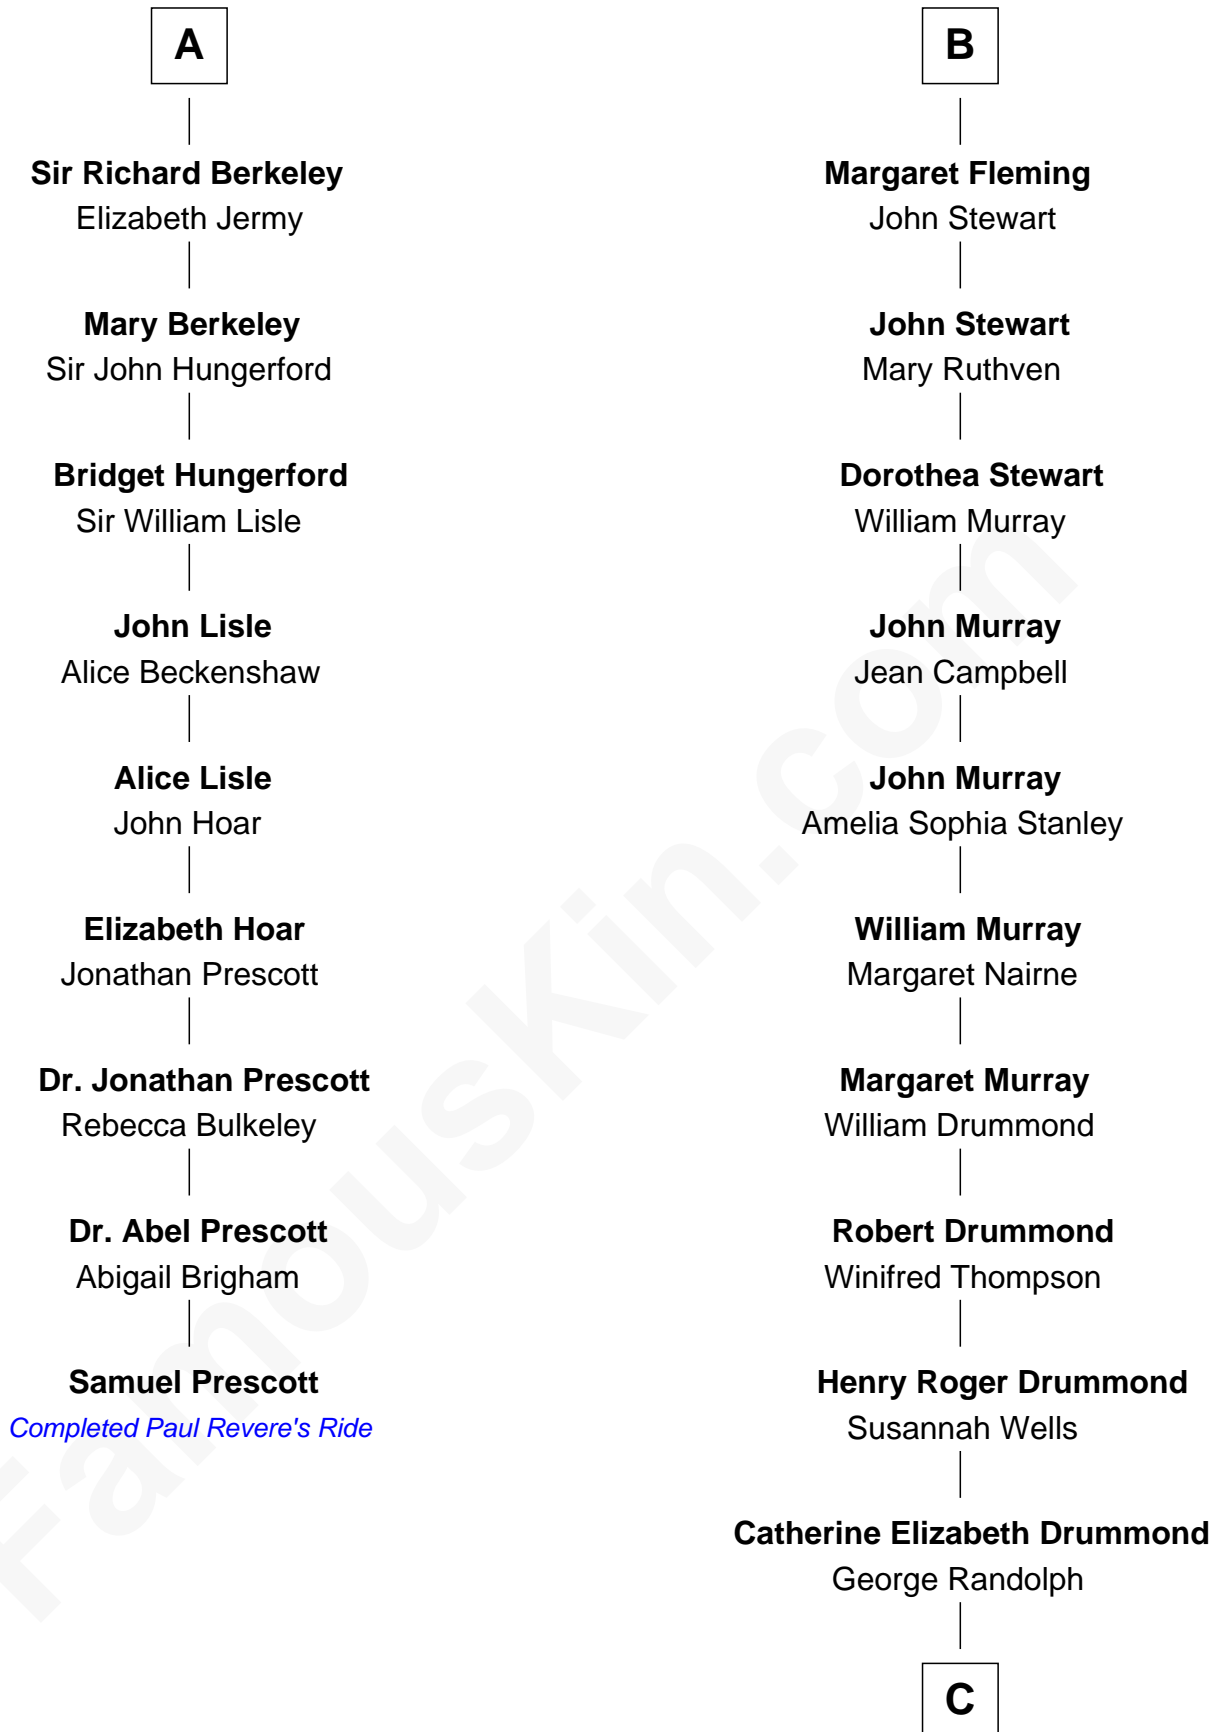 A
Sir Richard Berkeley
Elizabeth Jermy
Mary Berkeley
Sir John Hungerford
Bridget Hungerford
Sir William Lisle
John Lisle
Alice Beckenshaw
Alice Lisle
John Hoar
Elizabeth Hoar
Jonathan Prescott
Dr. Jonathan Prescott
Rebecca Bulkeley
Dr. Abel Prescott
Abigail Brigham
Samuel Prescott
Completed Paul Revere's Ride
B
Margaret Fleming
John Stewart
John Stewart
Mary Ruthven
Dorothea Stewart
William Murray
John Murray
Jean Campbell
John Murray
Amelia Sophia Stanley
William Murray
Margaret Nairne
Margaret Murray
William Drummond
Robert Drummond
Winifred Thompson
Henry Roger Drummond
Susannah Wells
Catherine Elizabeth Drummond
George Randolph
C
FamousKin.com